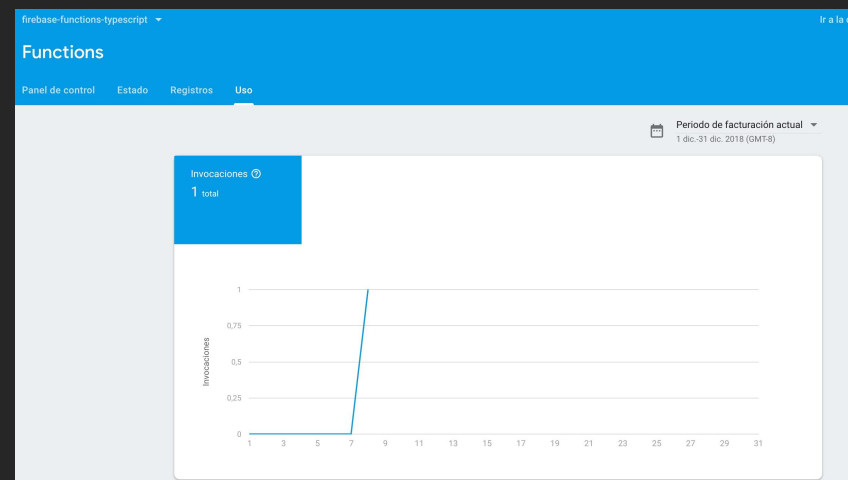 firebase-functions-typescript
Ir a la
Functions
Panel de control Estado Registros Uso
Periodo de facturación actual
1 dic.-31 dic. 2018 (GMT-8)
Invocaciones
1 total
1
0,75
0,5
0,25
0
Invocaciones
1 3 5 7 9 11 13 15 17 19 21 23 25 27 29 31